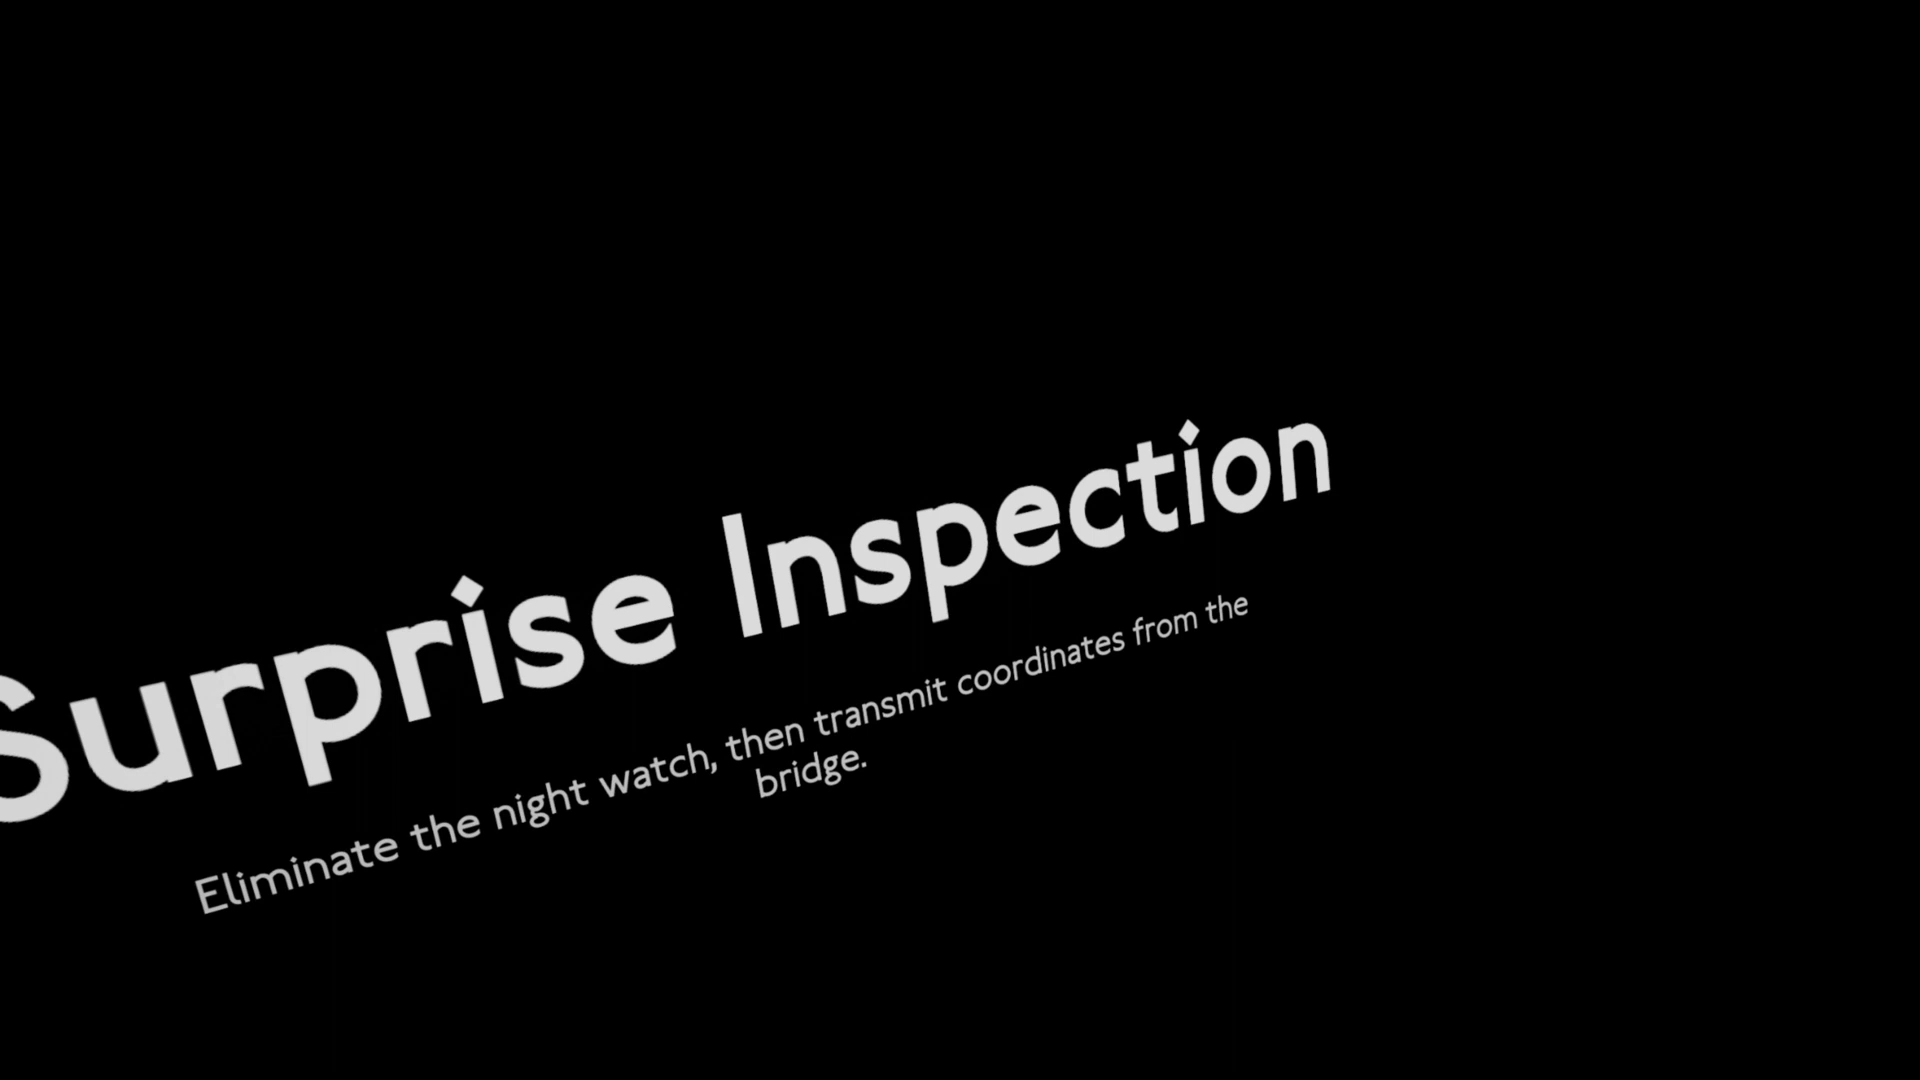 Surprise Inspection
Eliminate the night watch, then transmit coordinates from the
bridge.